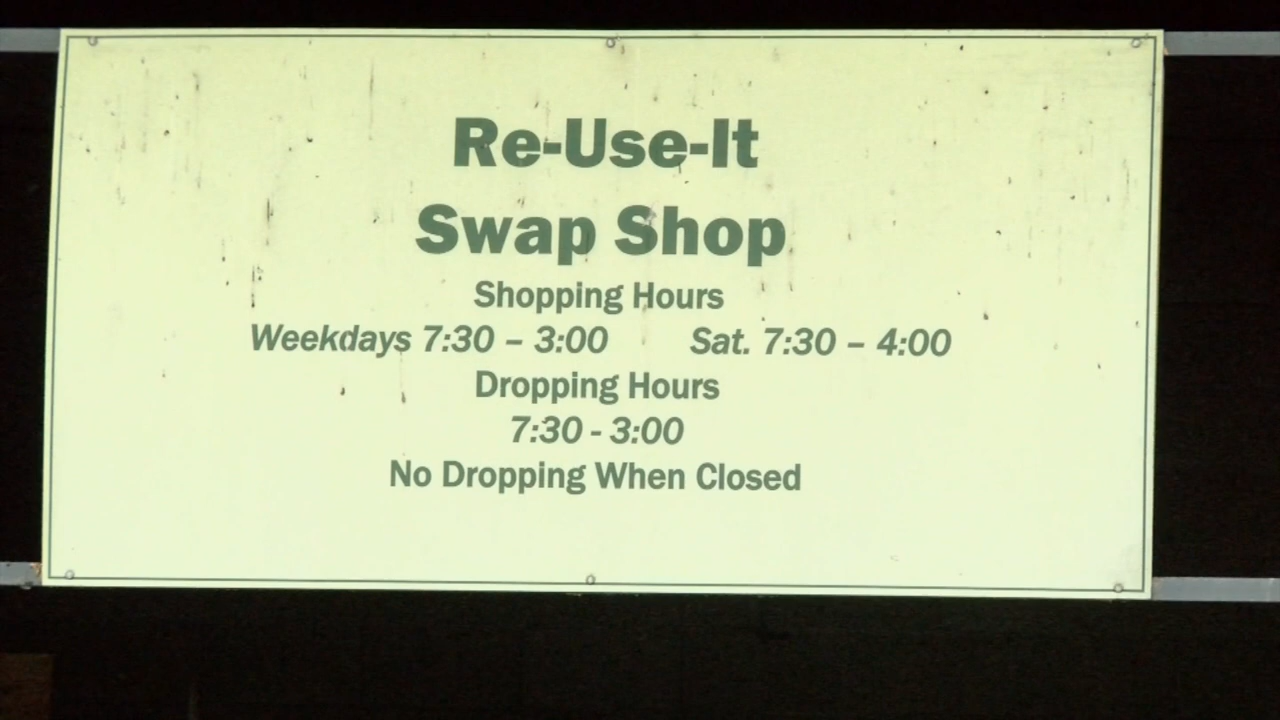 Re-Use-It
Swap Shop
Shopping Hours
Weekdays 7:30 – 3:00 Sat. 7:30 – 4:00
Dropping Hours
7:30 - 3:00
No Dropping When Closed